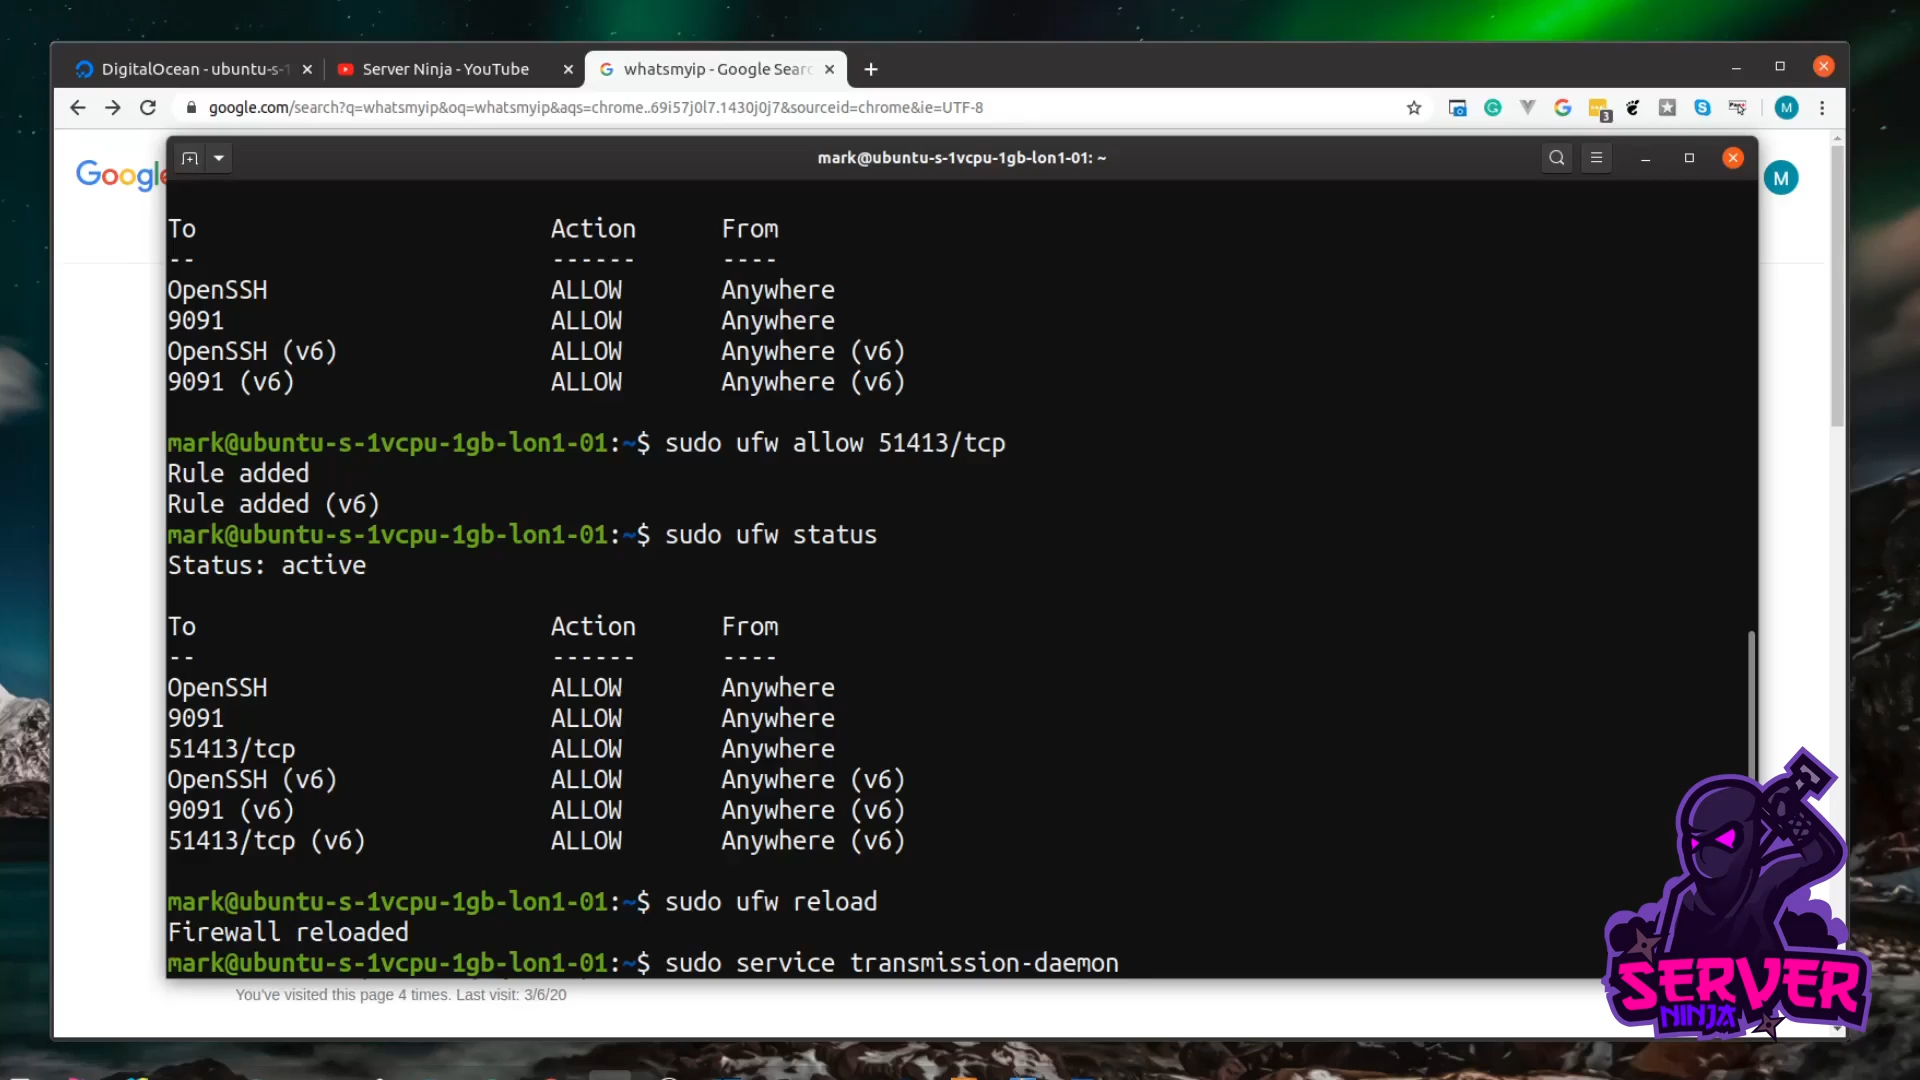 DigitalOcean - ubuntu-s-1
Server Ninja - YouTube
whatsmyip - Google Searc
google.com/search?q=whatsmyip&oq=whatsmyip&aqs=chrome..69i57j0l7.1430j0j7&sourceid=chrome&ie=UTF-8
3
M
Google
mark@ubuntu-s-1vcpu-1gb-lon1-01: ~
M
To Action From
-- ------ ----
OpenSSH ALLOW Anywhere
9091 ALLOW Anywhere
OpenSSH (v6) ALLOW Anywhere (v6)
9091 (v6) ALLOW Anywhere (v6)
mark@ubuntu-s-1vcpu-1gb-lon1-01:~$ sudo ufw allow 51413/tcp
Rule added
Rule added (v6)
mark@ubuntu-s-1vcpu-1gb-lon1-01:~$ sudo ufw status
Status: active
To Action From
-- ------ ----
OpenSSH ALLOW Anywhere
9091 ALLOW Anywhere
51413/tcp ALLOW Anywhere
OpenSSH (v6) ALLOW Anywhere (v6)
9091 (v6) ALLOW Anywhere (v6)
51413/tcp (v6) ALLOW Anywhere (v6)
mark@ubuntu-s-1vcpu-1gb-lon1-01:~$ sudo ufw reload
Firewall reloaded
mark@ubuntu-s-1vcpu-1gb-lon1-01:~$ sudo service transmission-daemon
You've visited this page 4 times. Last visit: 3/6/20
SERVER
NINJA